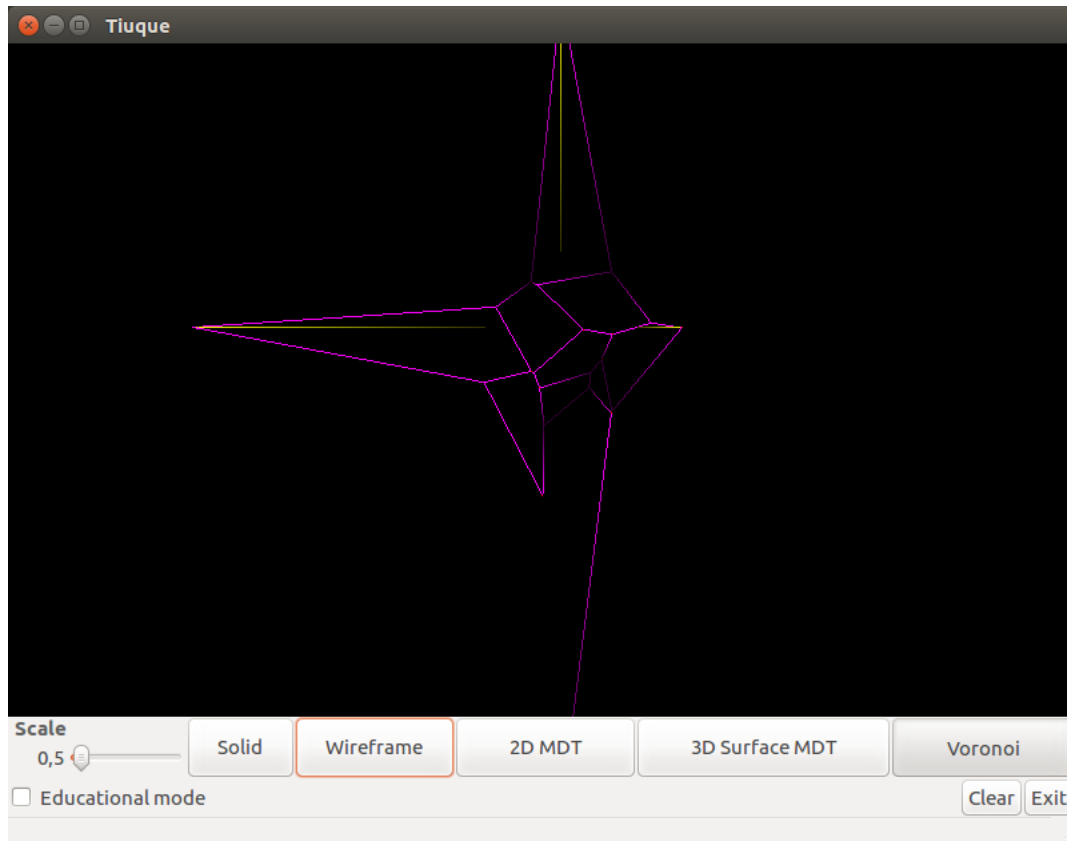 Tiuque
Scale
0,5
Solid
Wireframe
2D MDT
3D Surface MDT
Voronoi
Educational mode
Clear
Exit